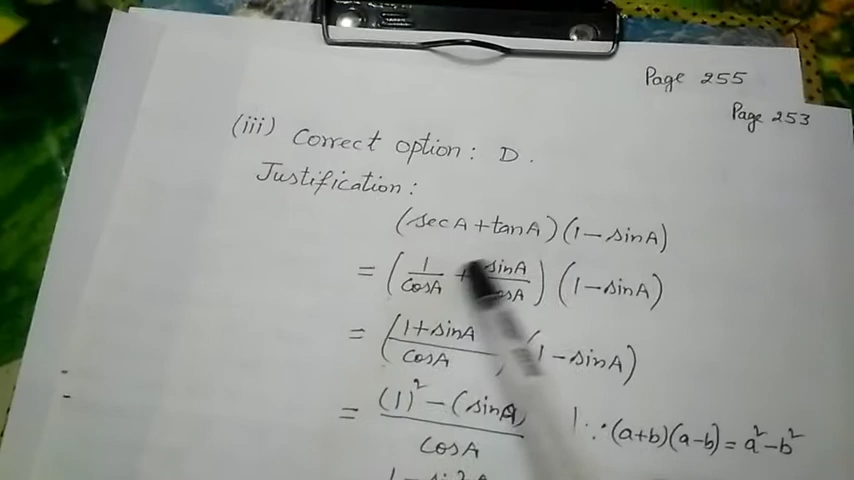 Page 255
Page 253
(iii) Correct option: D.
Justification:
(secA+tanA)(1-sinA)
= (1/cosA + sinA/cosA) (1-sinA)
= (1+sinA/cosA) (1-sinA)
= (1)² - (sinA)/cosA | ∵ (a+b)(a-b) = a²-b²